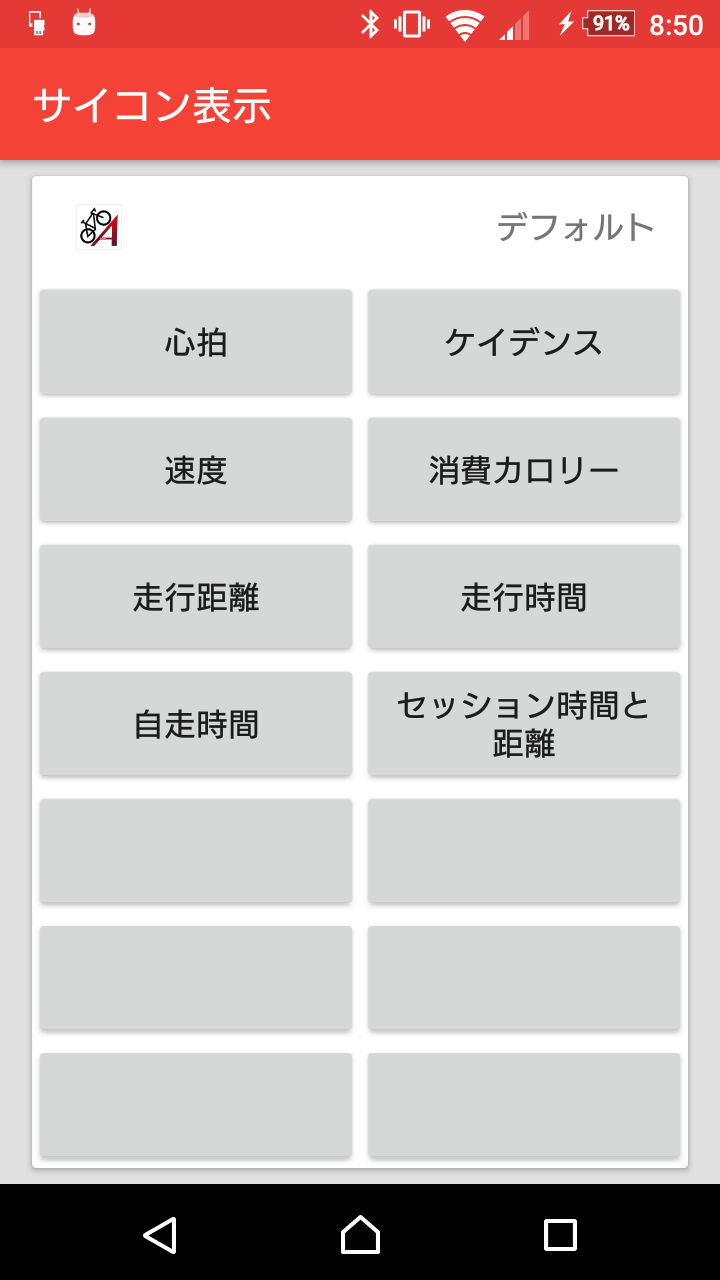 91% 8:50
サイコン表示
A デフォルト
心拍 ケイデンス
速度 消費カロリー
走行距離 走行時間
自走時間 セッション時間と
距離